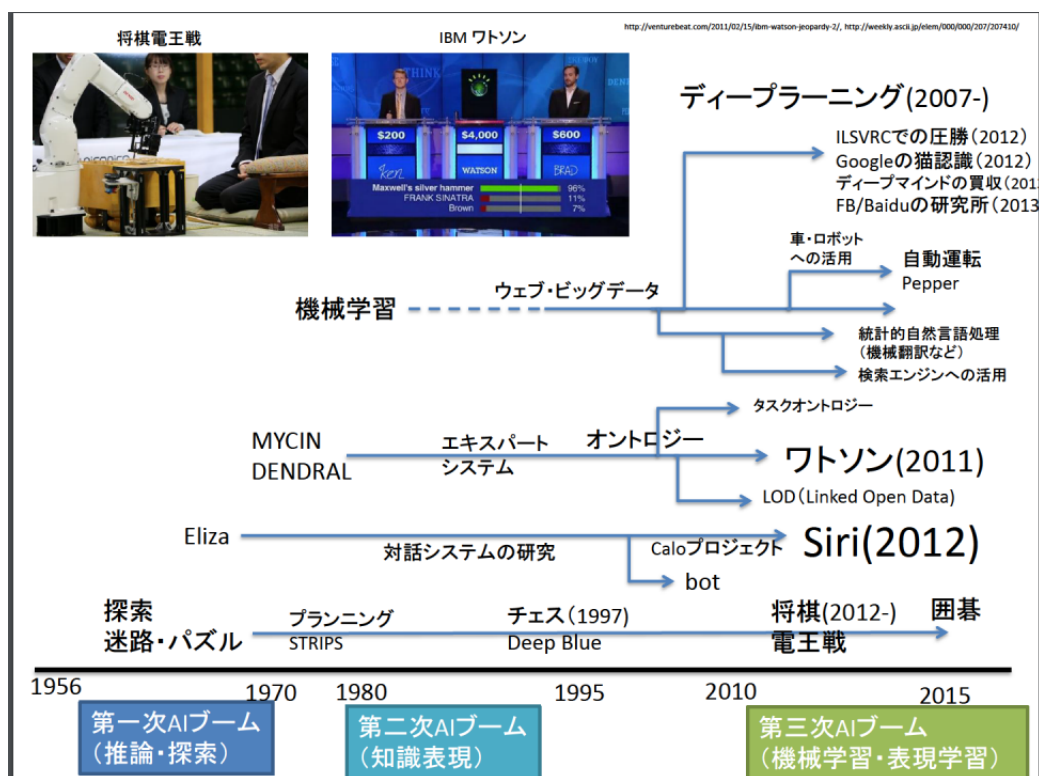 http://venturebeat.com/2011/02/15/ibm-watson-jeopardy-2/, http://weekly.ascii.jp/elem/000/000/207/207410/
将棋電王戦
IBM ワトソン
THINK
$200
$4,000
$600
Ken
WATSON
BRAD
Maxwell's silver hammer 96%
FRANK SINATRA 11%
Brown 7%
ディープラーニング(2007-)
ILSVRCでの圧勝(2012)
Googleの猫認識(2012)
ディープマインドの買収(201
FB/Baiduの研究所(2013
車・ロボット
への活用
自動運転
Pepper
機械学習
ウェブ・ビッグデータ
統計的自然言語処理
(機械翻訳など)
検索エンジンへの活用
タスクオントロジー
MYCIN
DENDRAL
エキスパート
システム
オントロジー
ワトソン(2011)
LOD(Linked Open Data)
Eliza
対話システムの研究
Caloプロジェクト
Siri(2012)
bot
探索
迷路・パズル
プランニング
STRIPS
チェス(1997)
Deep Blue
将棋(2012-)
電王戦
囲碁
1956
1970
1980
1995
2010
2015
第一次AIブーム
(推論・探索)
第二次AIブーム
(知識表現)
第三次AIブーム
(機械学習・表現学習)